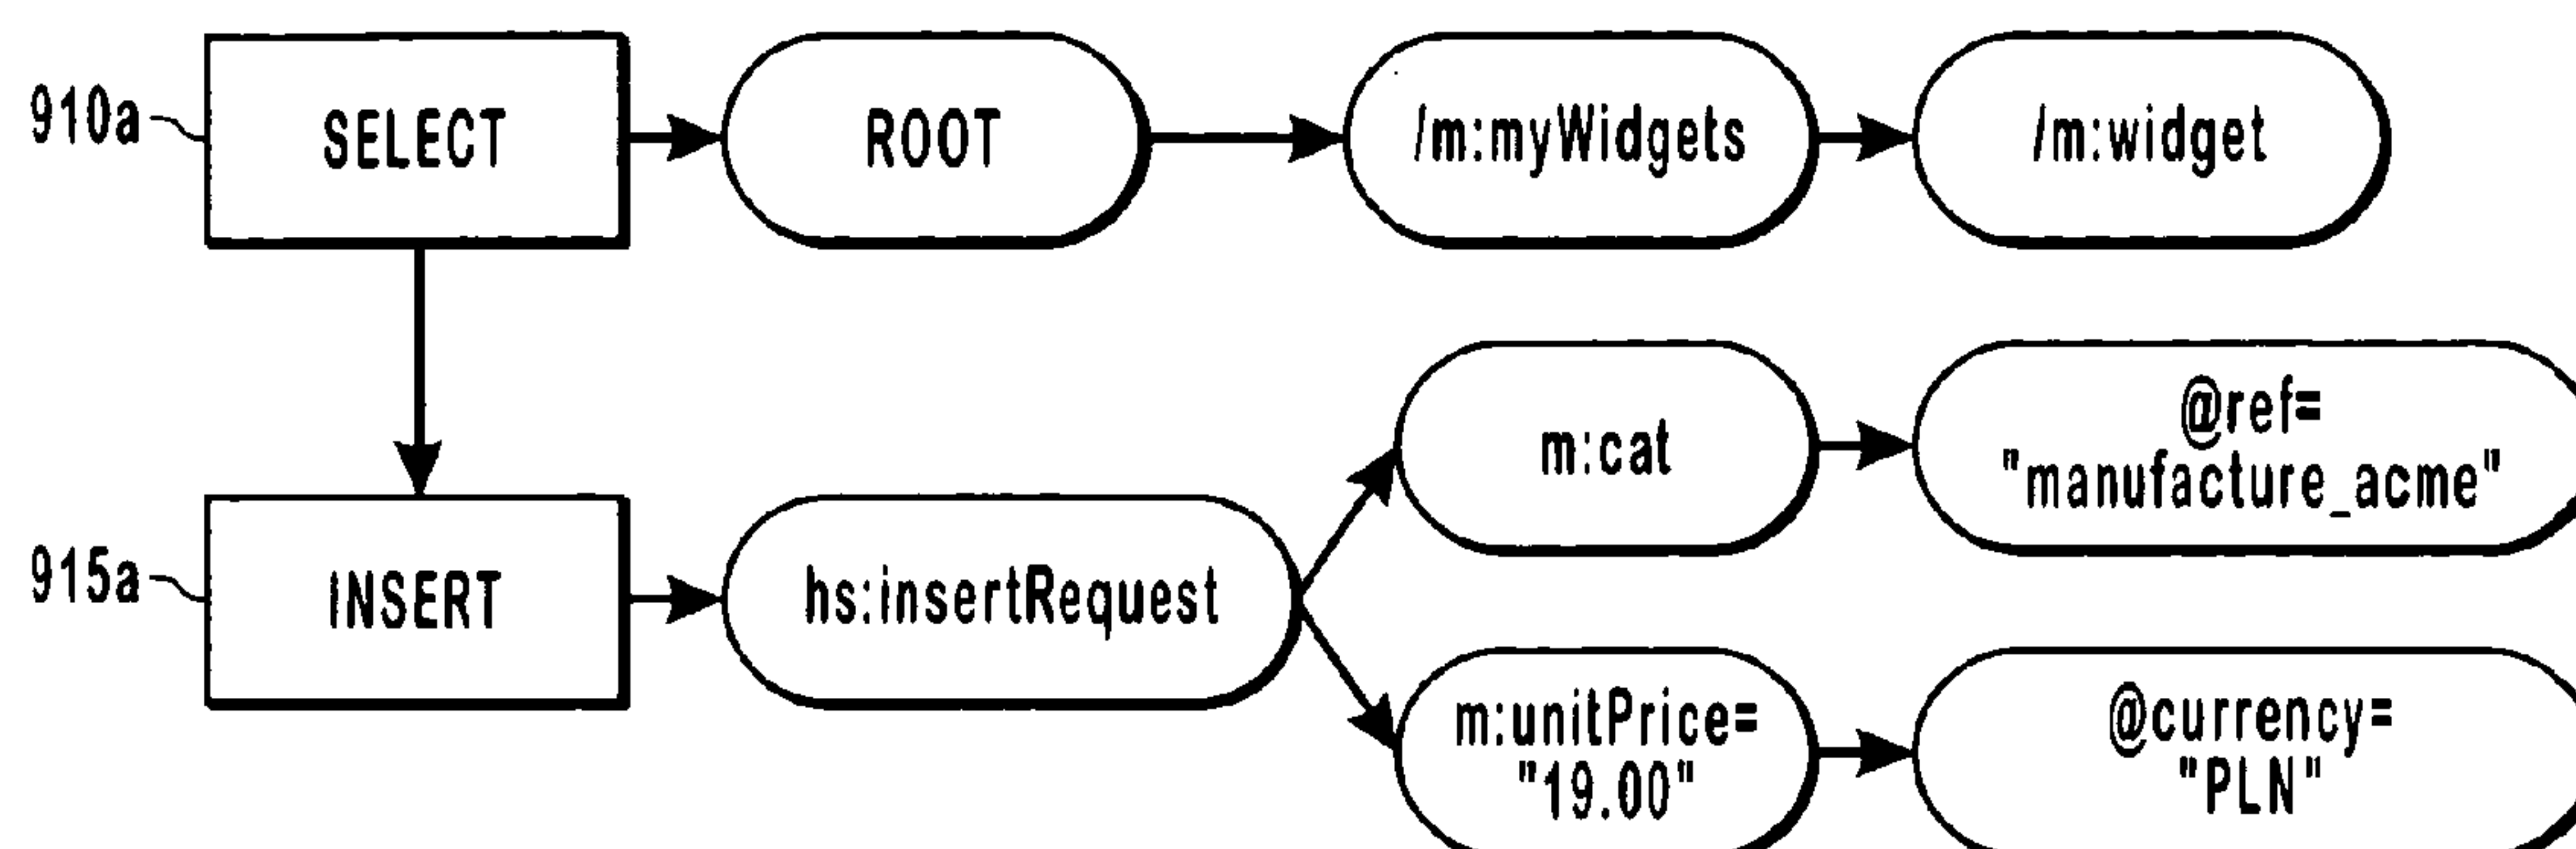 910a
SELECT
ROOT
/m:myWidgets
/m:widget
m:cat
@ref=
"manufacture_acme"
915a
INSERT
hs:insertRequest
m:unitPrice=
"19.00"
@currency=
"PLN"